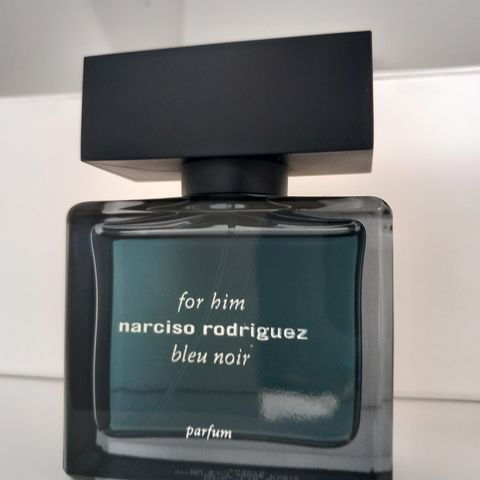 for him
narciso rodriguez
bleu noir
parfum